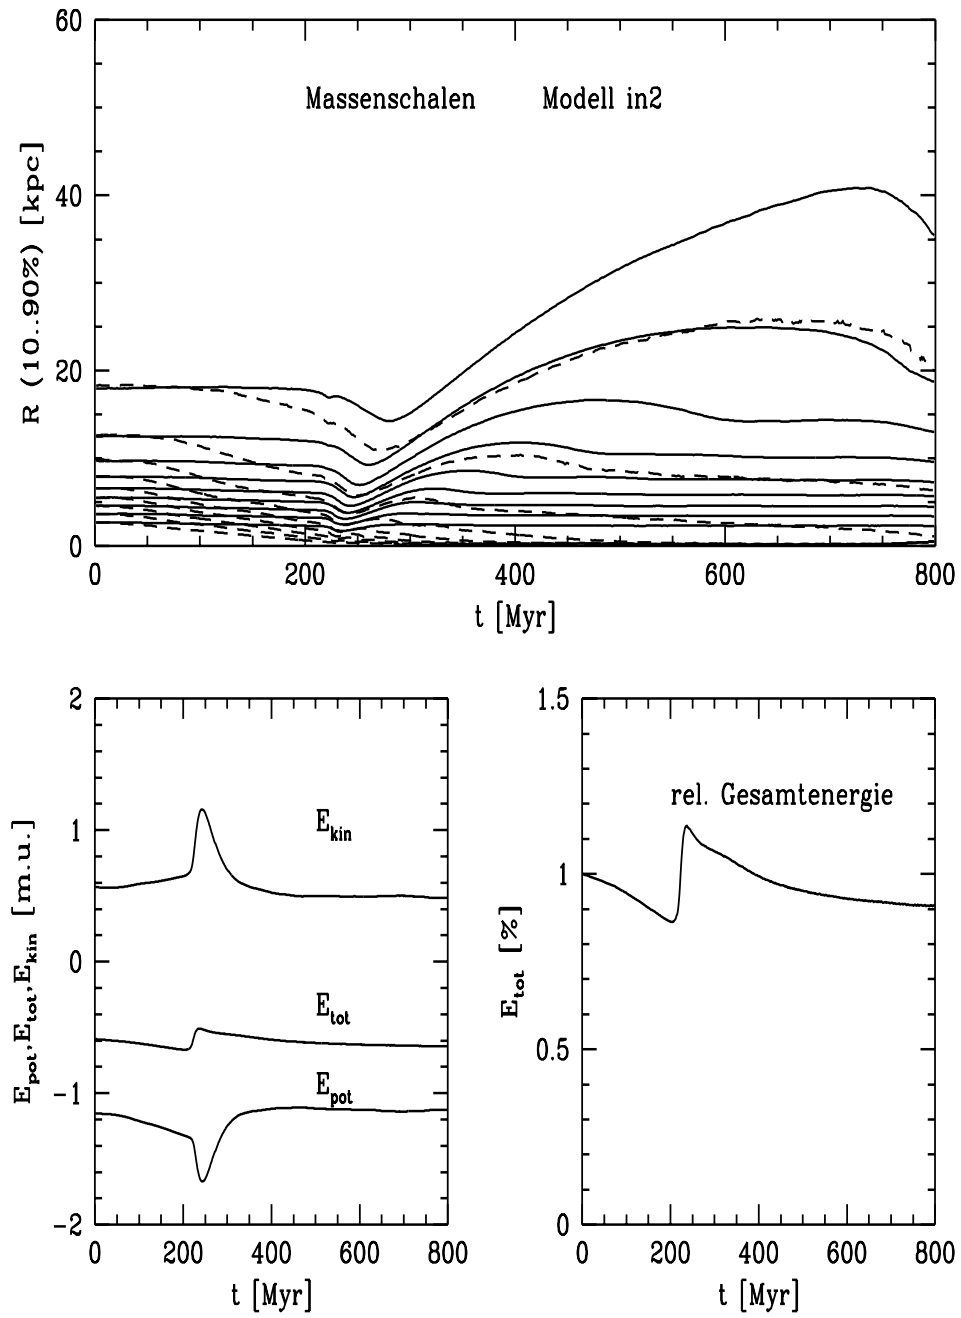 60
Massenschalen Modell in2
R (10..90%) [kpc]
40
20
0
0 200 400 600 800
t [Myr]
2
1
0
-1
-2
E_kin
E_tot
E_pot
E_pot,E_tot,E_kin [m.u.]
0 200 400 600 800
t [Myr]
1.5
rel. Gesamtenergie
1
0.5
0
E_tot [%]
0 200 400 600 800
t [Myr]